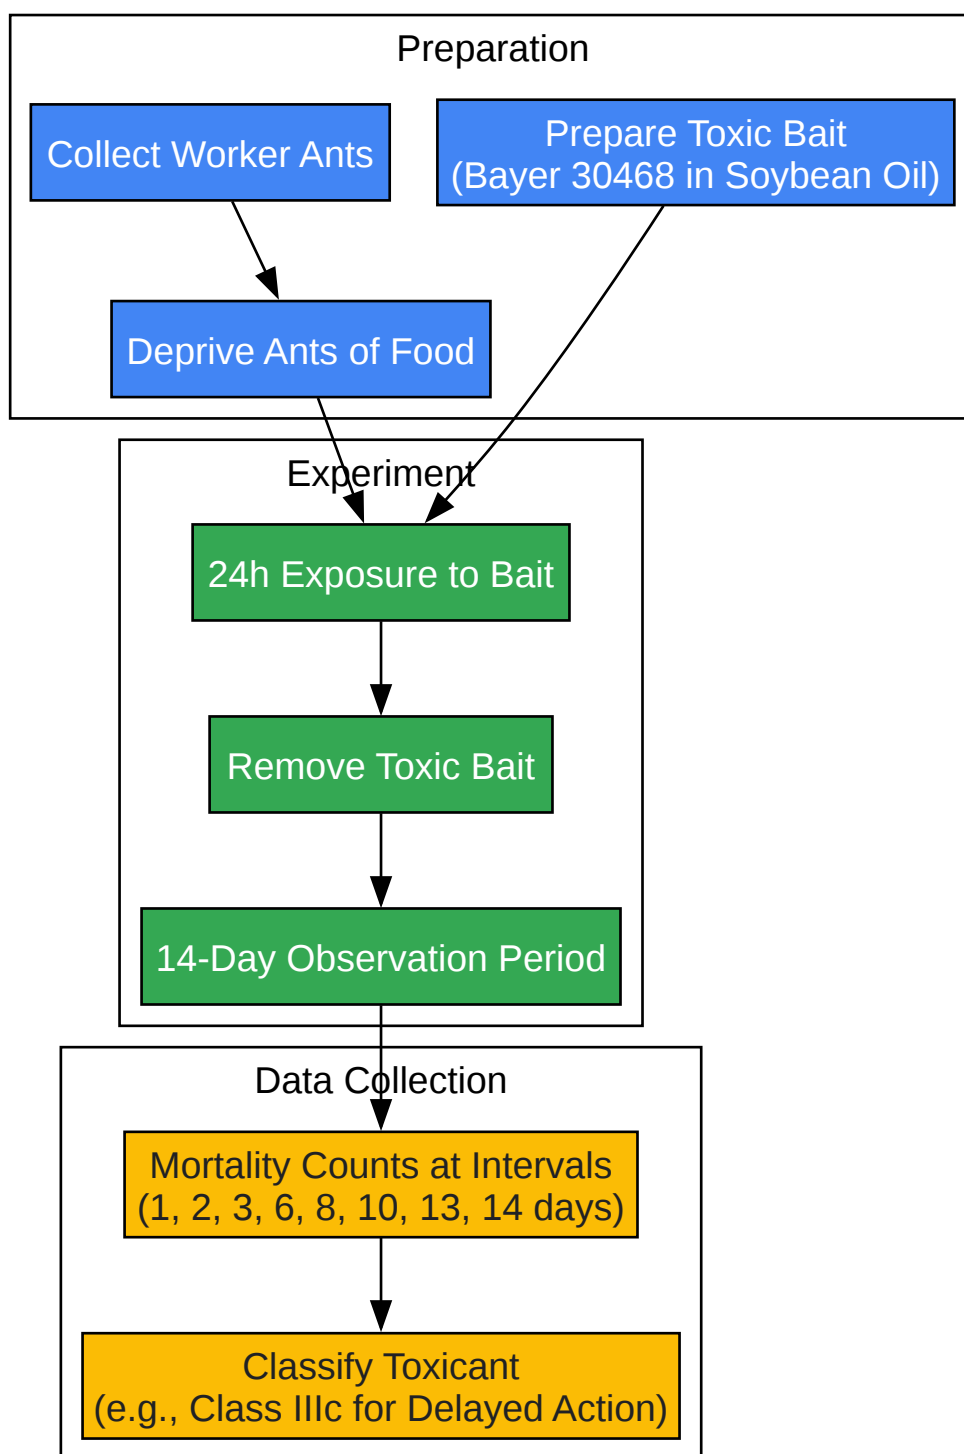 Preparation
Collect Worker Ants
Prepare Toxic Bait
(Bayer 30468 in Soybean Oil)
Deprive Ants of Food
Experiment
24h Exposure to Bait
Remove Toxic Bait
14-Day Observation Period
Data Collection
Mortality Counts at Intervals
(1, 2, 3, 6, 8, 10, 13, 14 days)
Classify Toxicant
(e.g., Class IIIc for Delayed Action)